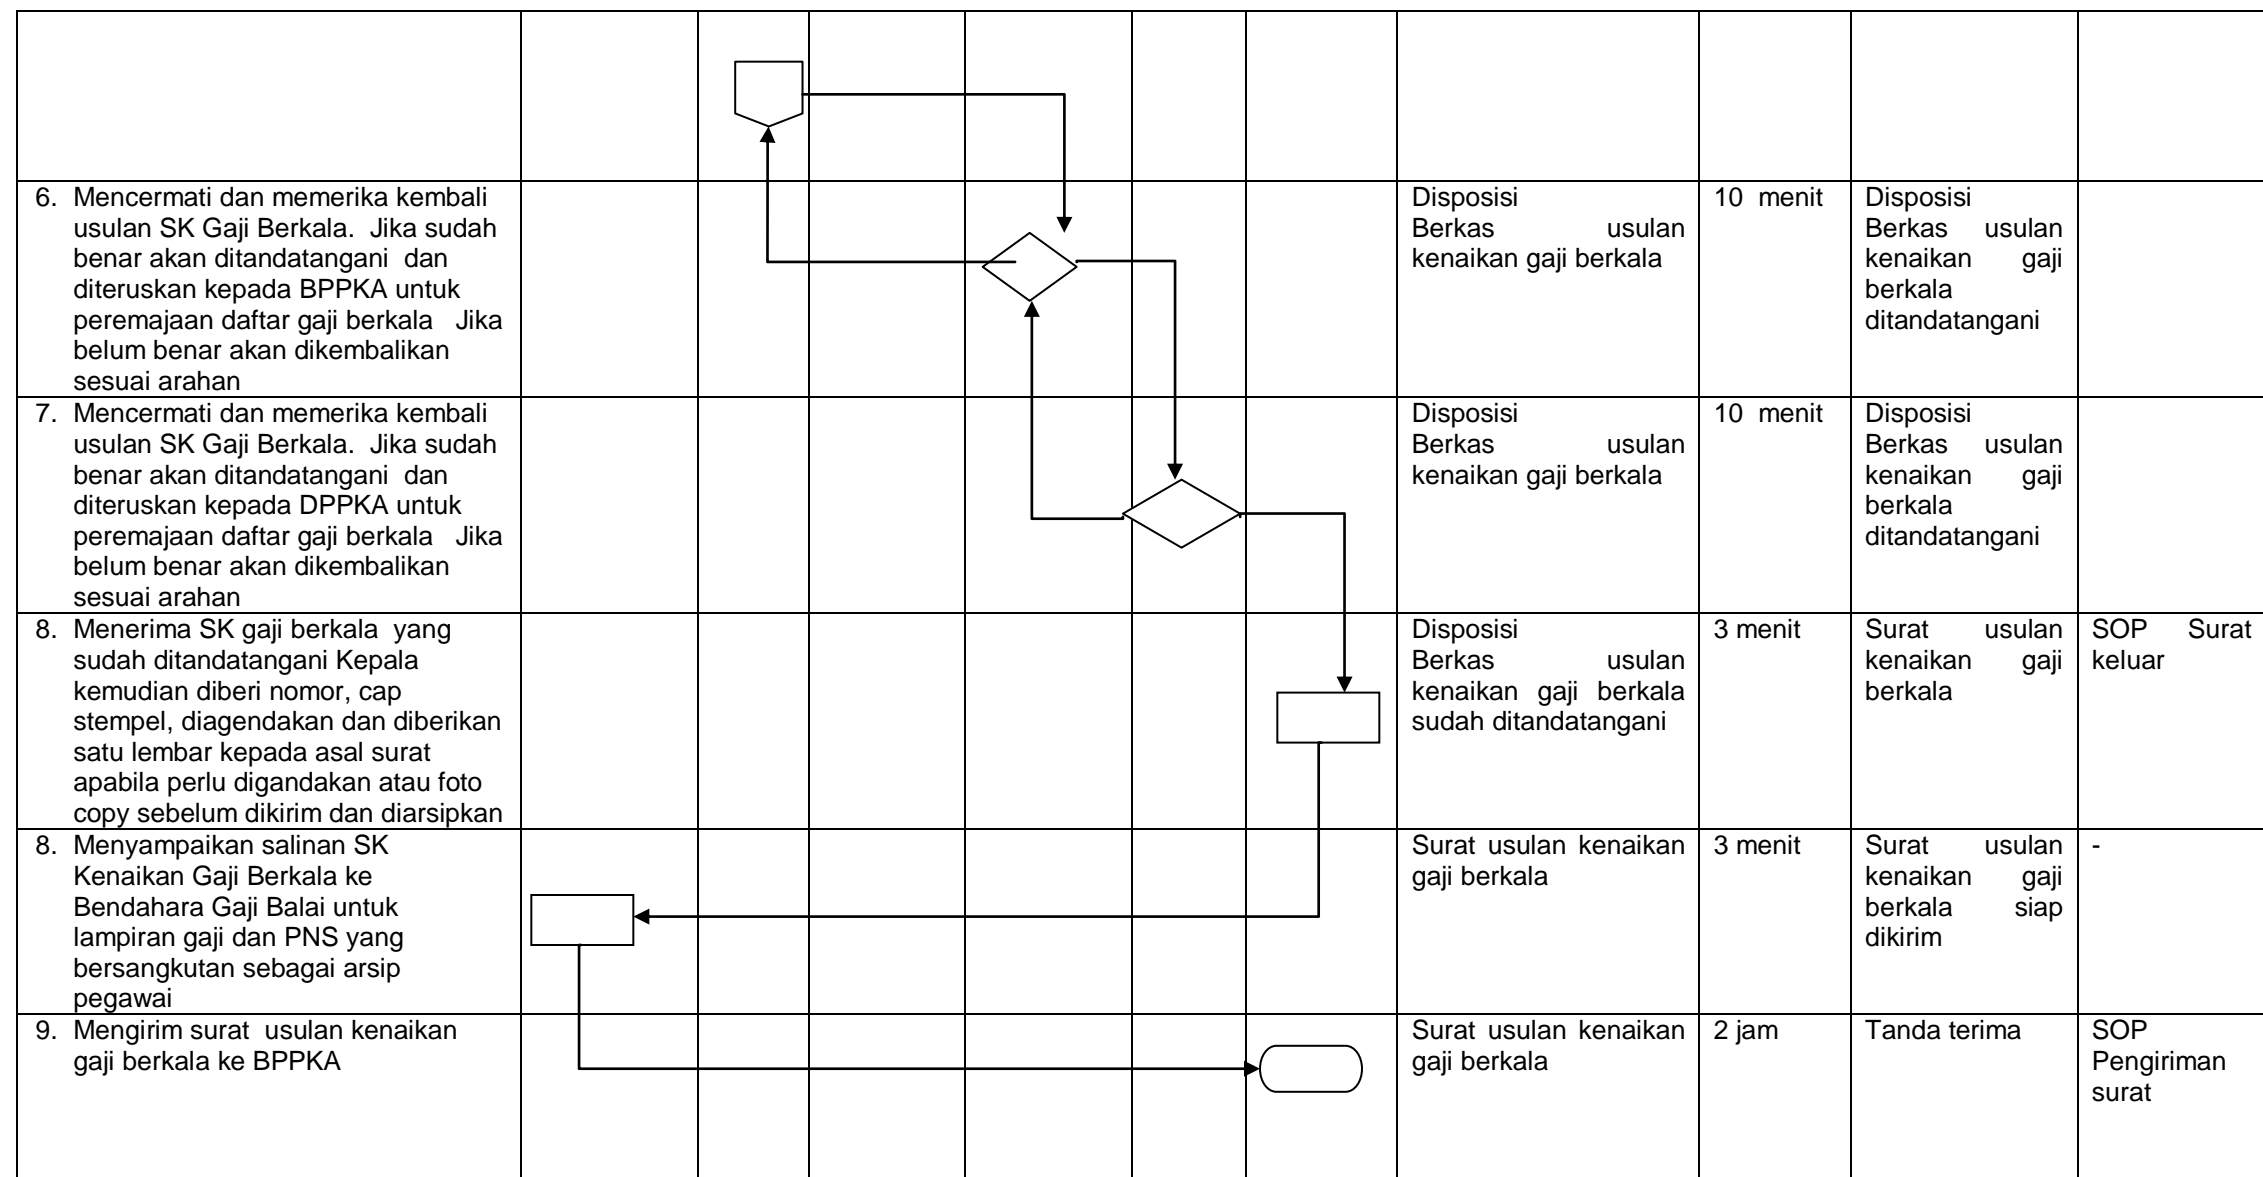 6. Mencermati dan memerika kembali
usulan SK Gaji Berkala. Jika sudah
benar akan ditandatangani dan
diteruskan kepada BPPKA untuk
peremajaan daftar gaji berkala Jika
belum benar akan dikembalikan
sesuai arahan
Disposisi
Berkas usulan
kenaikan gaji berkala
10 menit
Disposisi
Berkas usulan
kenaikan gaji
berkala
ditandatangani
7. Mencermati dan memerika kembali
usulan SK Gaji Berkala. Jika sudah
benar akan ditandatangani dan
diteruskan kepada DPPKA untuk
peremajaan daftar gaji berkala Jika
belum benar akan dikembalikan
sesuai arahan
Disposisi
Berkas usulan
kenaikan gaji berkala
10 menit
Disposisi
Berkas usulan
kenaikan gaji
berkala
ditandatangani
8. Menerima SK gaji berkala yang
sudah ditandatangani Kepala
kemudian diberi nomor, cap
stempel, diagendakan dan diberikan
satu lembar kepada asal surat
apabila perlu digandakan atau foto
copy sebelum dikirim dan diarsipkan
Disposisi
Berkas usulan
kenaikan gaji berkala
sudah ditandatangani
3 menit
Surat usulan
kenaikan gaji
berkala
SOP Surat
keluar
8. Menyampaikan salinan SK
Kenaikan Gaji Berkala ke
Bendahara Gaji Balai untuk
lampiran gaji dan PNS yang
bersangkutan sebagai arsip
pegawai
Surat usulan kenaikan
gaji berkala
3 menit
Surat usulan
kenaikan gaji
berkala siap
dikirim
-
9. Mengirim surat usulan kenaikan
gaji berkala ke BPPKA
Surat usulan kenaikan
gaji berkala
2 jam
Tanda terima
SOP
Pengiriman
surat